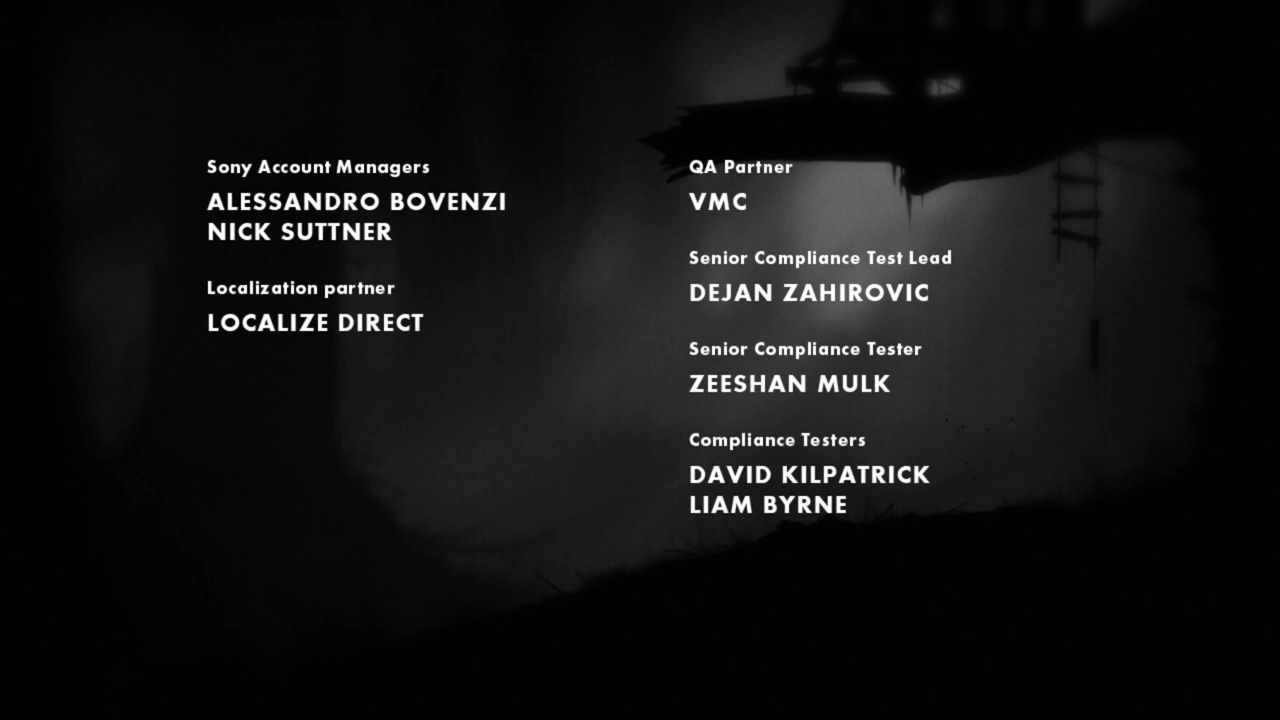 Sony Account Managers
ALESSANDRO BOVENZI
NICK SUTTNER
Localization partner
LOCALIZE DIRECT
QA Partner
VMC
Senior Compliance Test Lead
DEJAN ZAHIROVIC
Senior Compliance Tester
ZEESHAN MULK
Compliance Testers
DAVID KILPATRICK
LIAM BYRNE